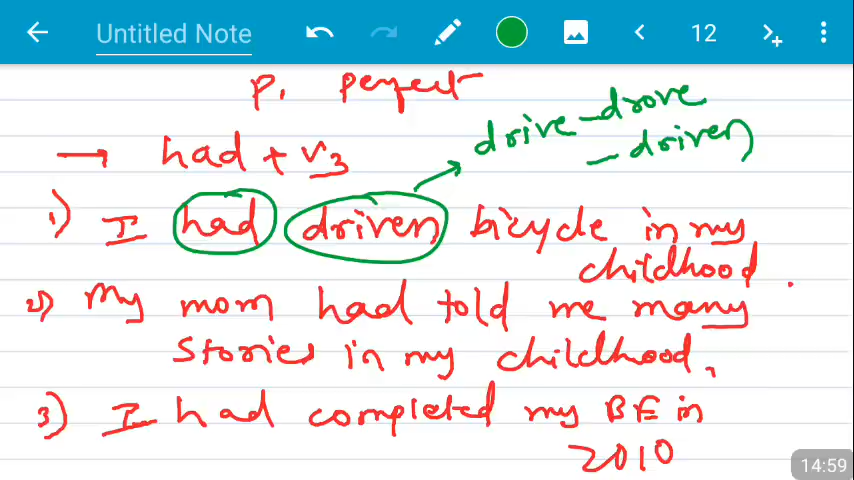 Untitled Note
12
P. perfect
→ had + V3
drive - drove
- driven
1) I had driven bicycle in my
childhood.
2) My mom had told me many
stories in my childhood,
3) I had completed my BE in
2010
14:59